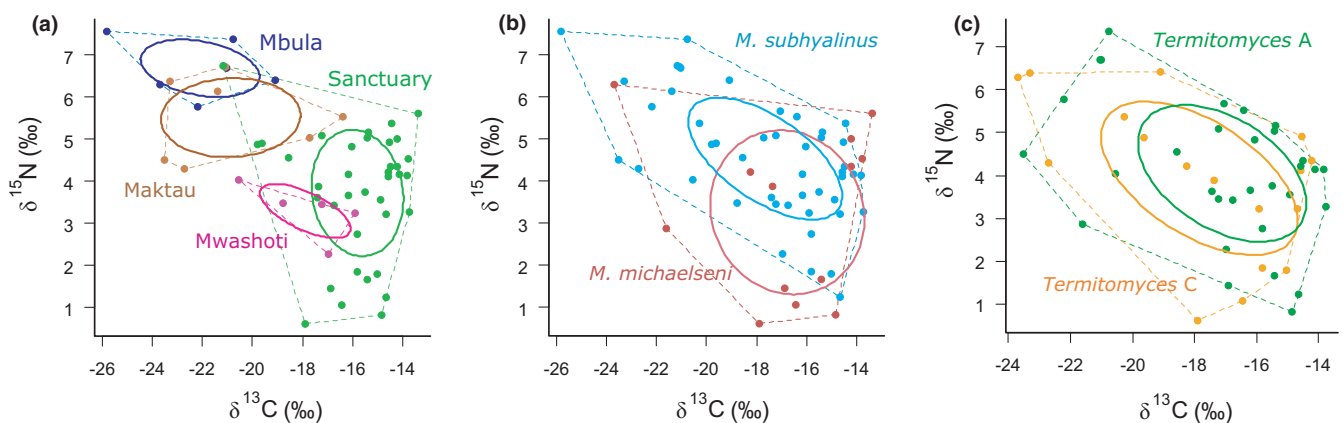 (a)
Mbula
Sanctuary
Maktau
Mwashoti
δ ¹⁵N (‰)
7
6
5
4
3
2
1
-26 -24 -22 -20 -18 -16 -14
δ ¹³C (‰)
(b)
M. subhyalinus
M. michaelseni
δ ¹⁵N (‰)
7
6
5
4
3
2
1
-26 -24 -22 -20 -18 -16 -14
δ ¹³C (‰)
(c)
Termitomyces A
Termitomyces C
δ ¹⁵N (‰)
7
6
5
4
3
2
1
-24 -22 -20 -18 -16 -14
δ ¹³C (‰)